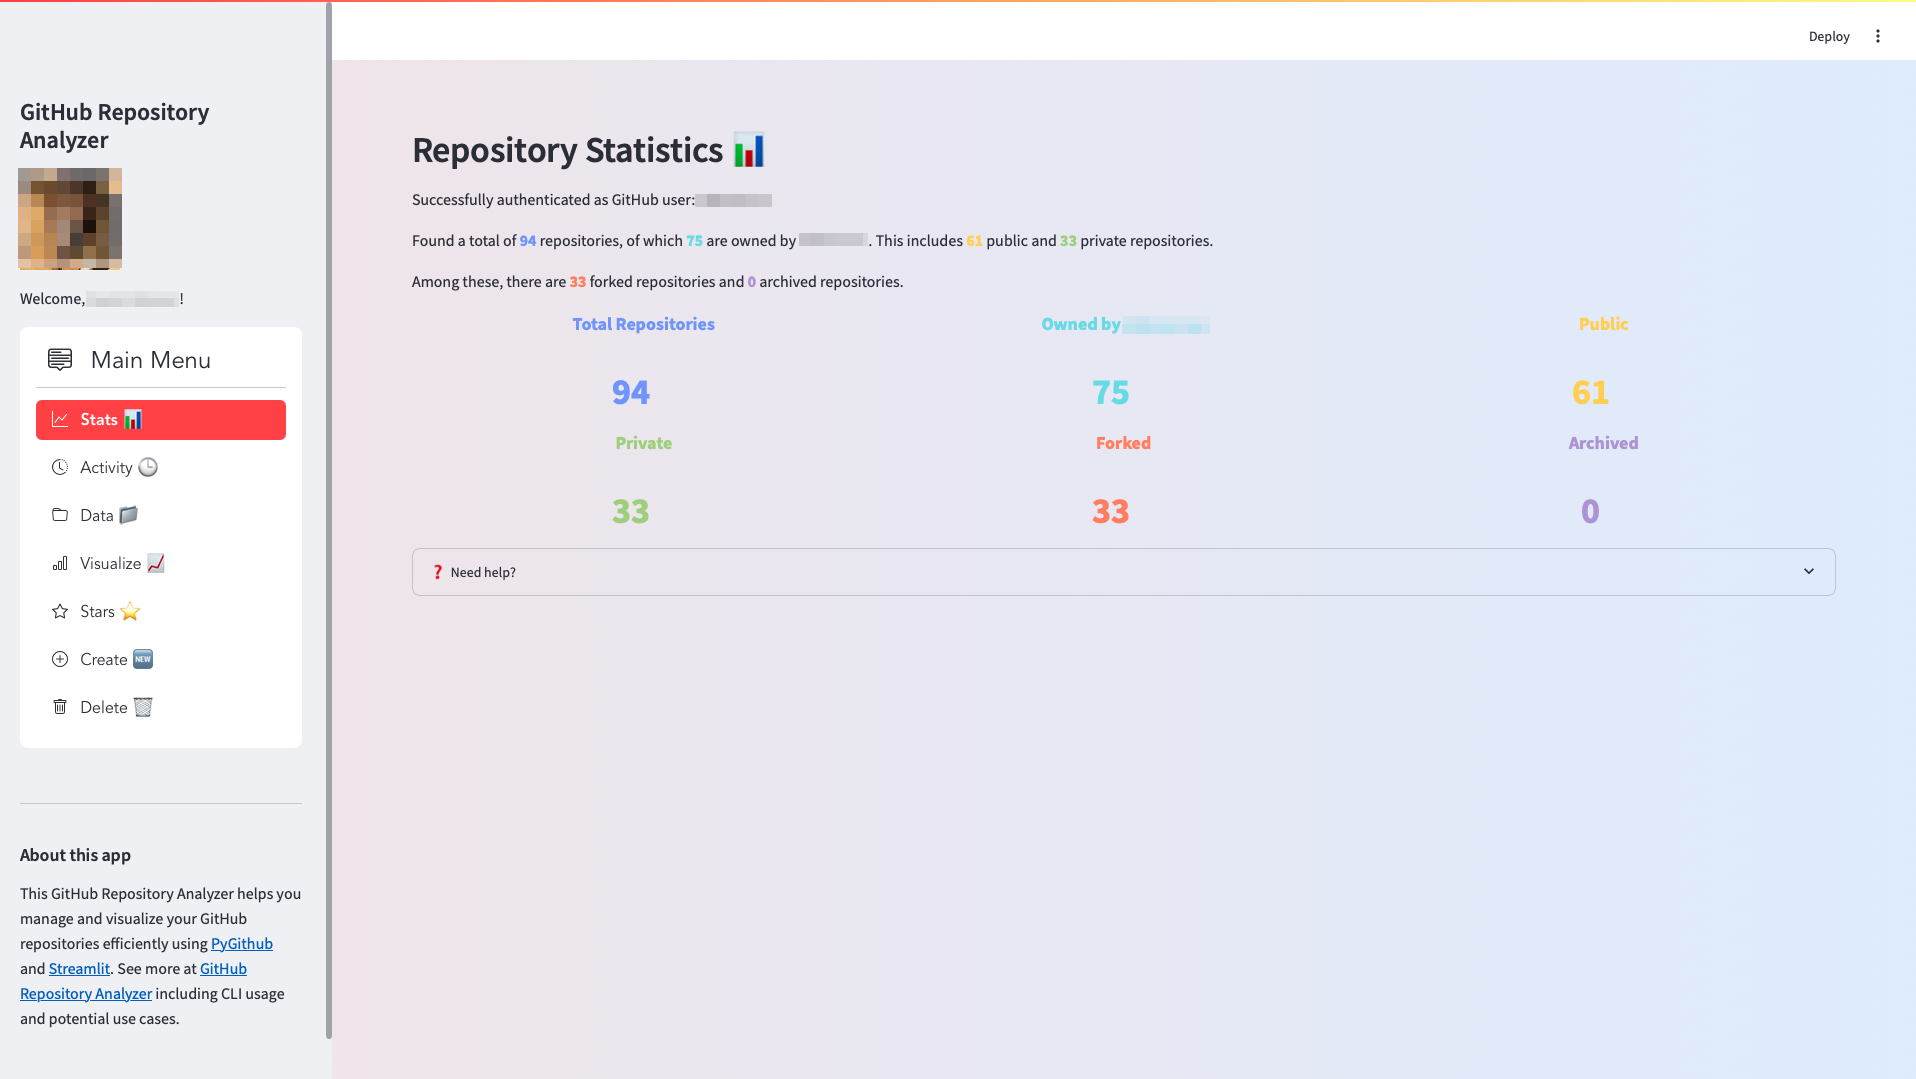 Deploy
GitHub Repository
Analyzer
Welcome, !
Main Menu
Stats 📊
Activity 🕒
Data 📁
Visualize 📈
Stars ⭐
Create 🆕
Delete 🗑️
About this app
This GitHub Repository Analyzer helps you
manage and visualize your GitHub
repositories efficiently using PyGithub
and Streamlit. See more at GitHub
Repository Analyzer including CLI usage
and potential use cases.
Repository Statistics 📊
Successfully authenticated as GitHub user:
Found a total of 94 repositories, of which 75 are owned by . This includes 61 public and 33 private repositories.
Among these, there are 33 forked repositories and 0 archived repositories.
Total Repositories
Owned by
Public
94
75
61
Private
Forked
Archived
33
33
0
❓ Need help?